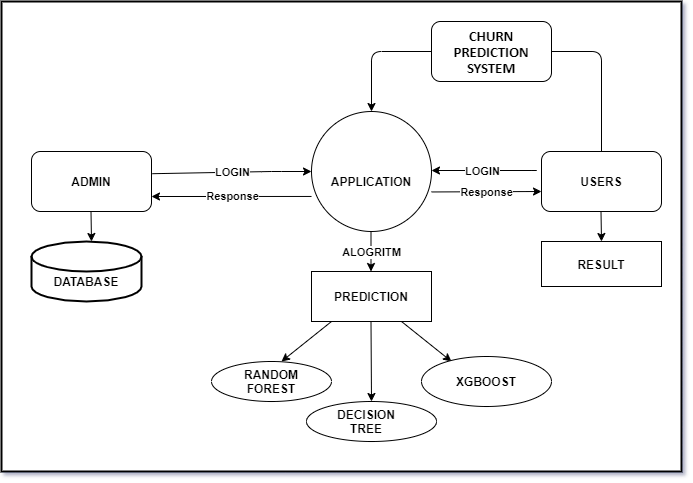 CHURN
PREDICTION
SYSTEM
ADMIN
LOGIN
Response
APPLICATION
LOGIN
Response
USERS
DATABASE
ALOGRITM
PREDICTION
RESULT
RANDOM
FOREST
DECISION
TREE
XGBOOST